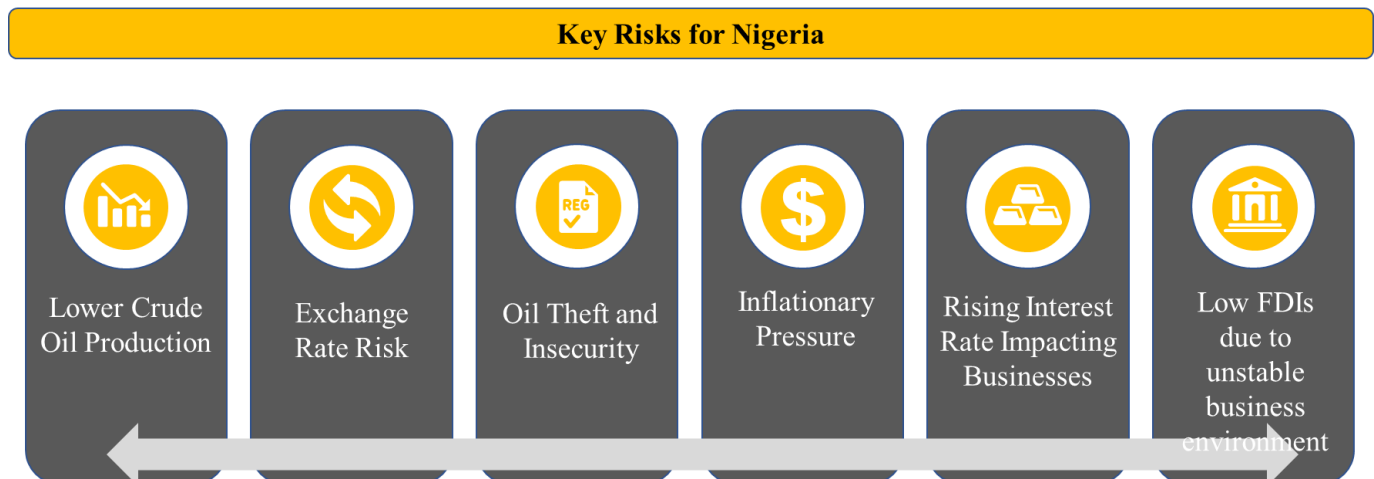 Key Risks for Nigeria
Lower Crude
Oil Production
Exchange
Rate Risk
REG
Oil Theft and
Insecurity
$
Inflationary
Pressure
Rising Interest
Rate Impacting
Businesses
Low FDIs
due to
unstable
business
environment